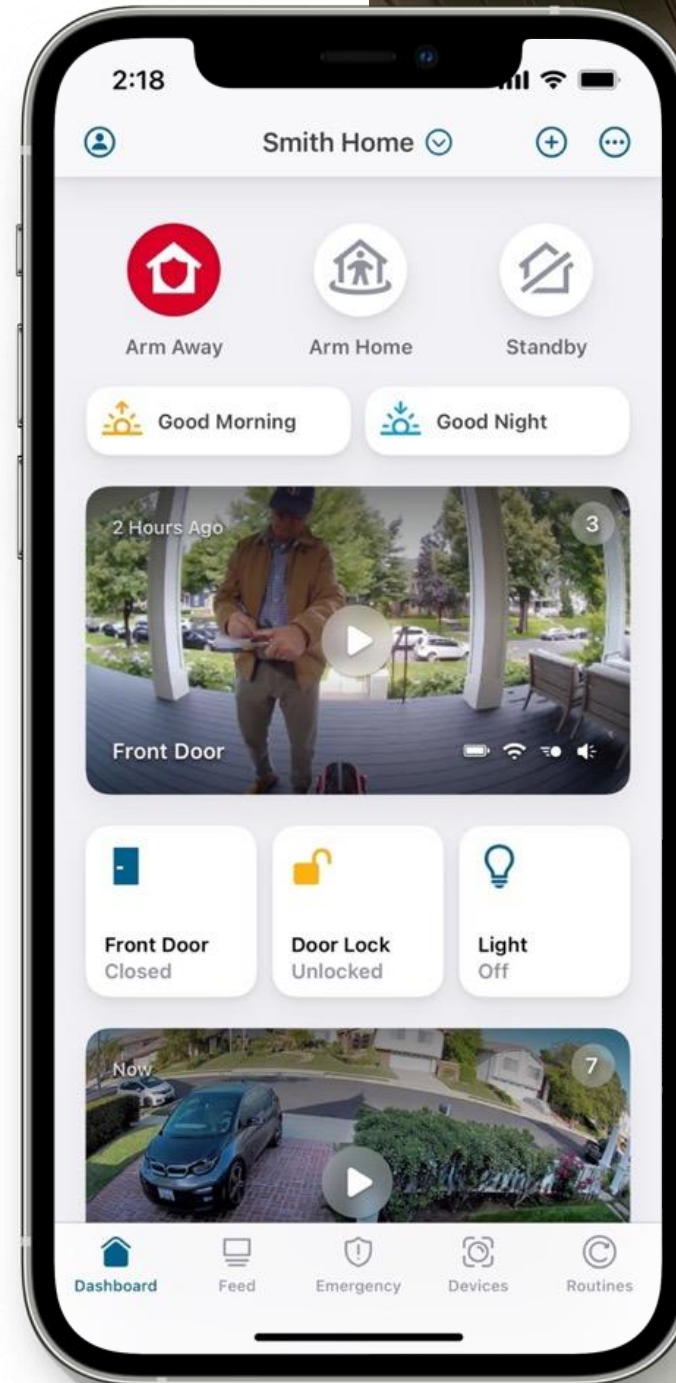 2:18
Smith Home
Arm Away Arm Home Standby
Good Morning Good Night
2 Hours Ago 3
Front Door
Front Door Door Lock Light
Closed Unlocked Off
Now 7
Dashboard Feed Emergency Devices Routines